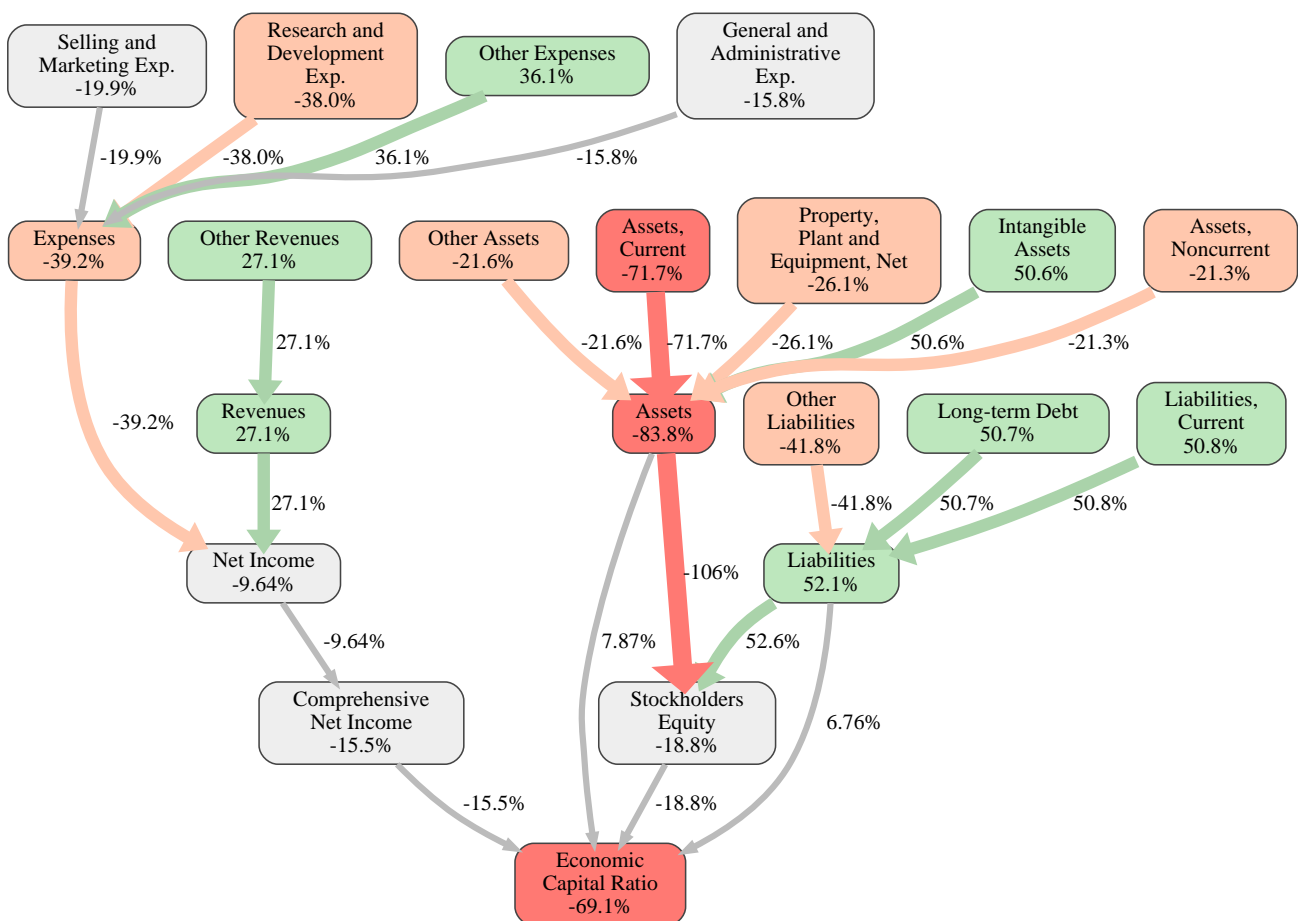 Selling and
Marketing Exp.
-19.9%
Research and
Development
Exp.
-38.0%
Other Expenses
36.1%
General and
Administrative
Exp.
-15.8%
-19.9%
-38.0%
36.1%
-15.8%
Expenses
-39.2%
Other Revenues
27.1%
Other Assets
-21.6%
Assets,
Current
-71.7%
Property,
Plant and
Equipment, Net
-26.1%
Intangible
Assets
50.6%
Assets,
Noncurrent
-21.3%
27.1%
-21.6%
-71.7%
-26.1%
50.6%
-21.3%
-39.2%
Revenues
27.1%
Assets
-83.8%
Other
Liabilities
-41.8%
Long-term Debt
50.7%
Liabilities,
Current
50.8%
27.1%
-41.8%
50.7%
50.8%
Net Income
-9.64%
-106%
Liabilities
52.1%
-9.64%
7.87%
52.6%
Comprehensive
Net Income
-15.5%
Stockholders
Equity
-18.8%
6.76%
-15.5%
-18.8%
Economic
Capital Ratio
-69.1%